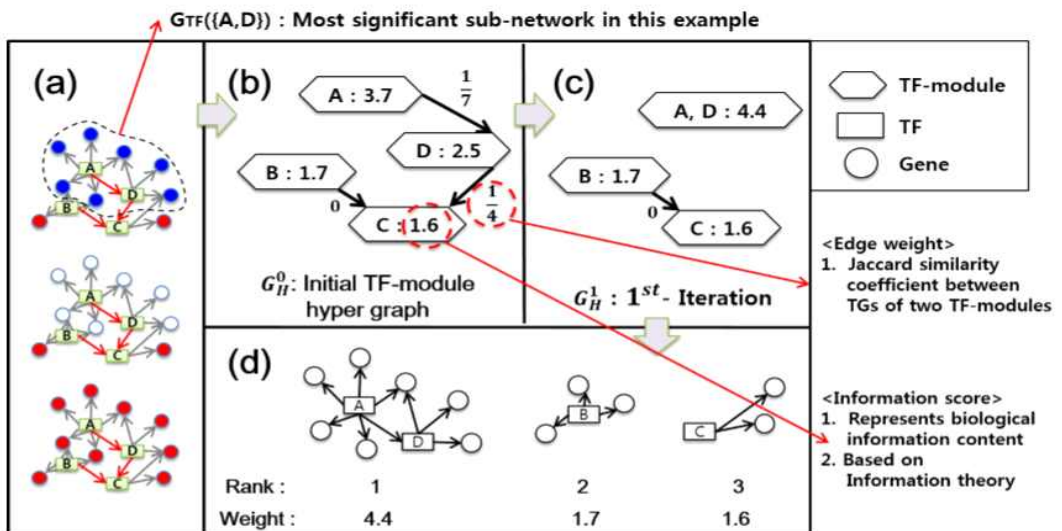 GTF({A,D}) : Most significant sub-network in this example
(a)
A
D
B
C
A
D
B
C
A
D
B
C
(b)
A : 3.7
1/7
D : 2.5
B : 1.7
0
1/4
C : 1.6
G_H^0: Initial TF-module
hyper graph
(c)
A, D : 4.4
B : 1.7
0
C : 1.6
G_H^1 : 1st- Iteration
TF-module
TF
Gene
<Edge weight>
1. Jaccard similarity
coefficient between
TGs of two TF-modules
<Information score>
1. Represents biological
information content
2. Based on
Information theory
(d)
A
D
B
C
Rank : 1 2 3
Weight : 4.4 1.7 1.6